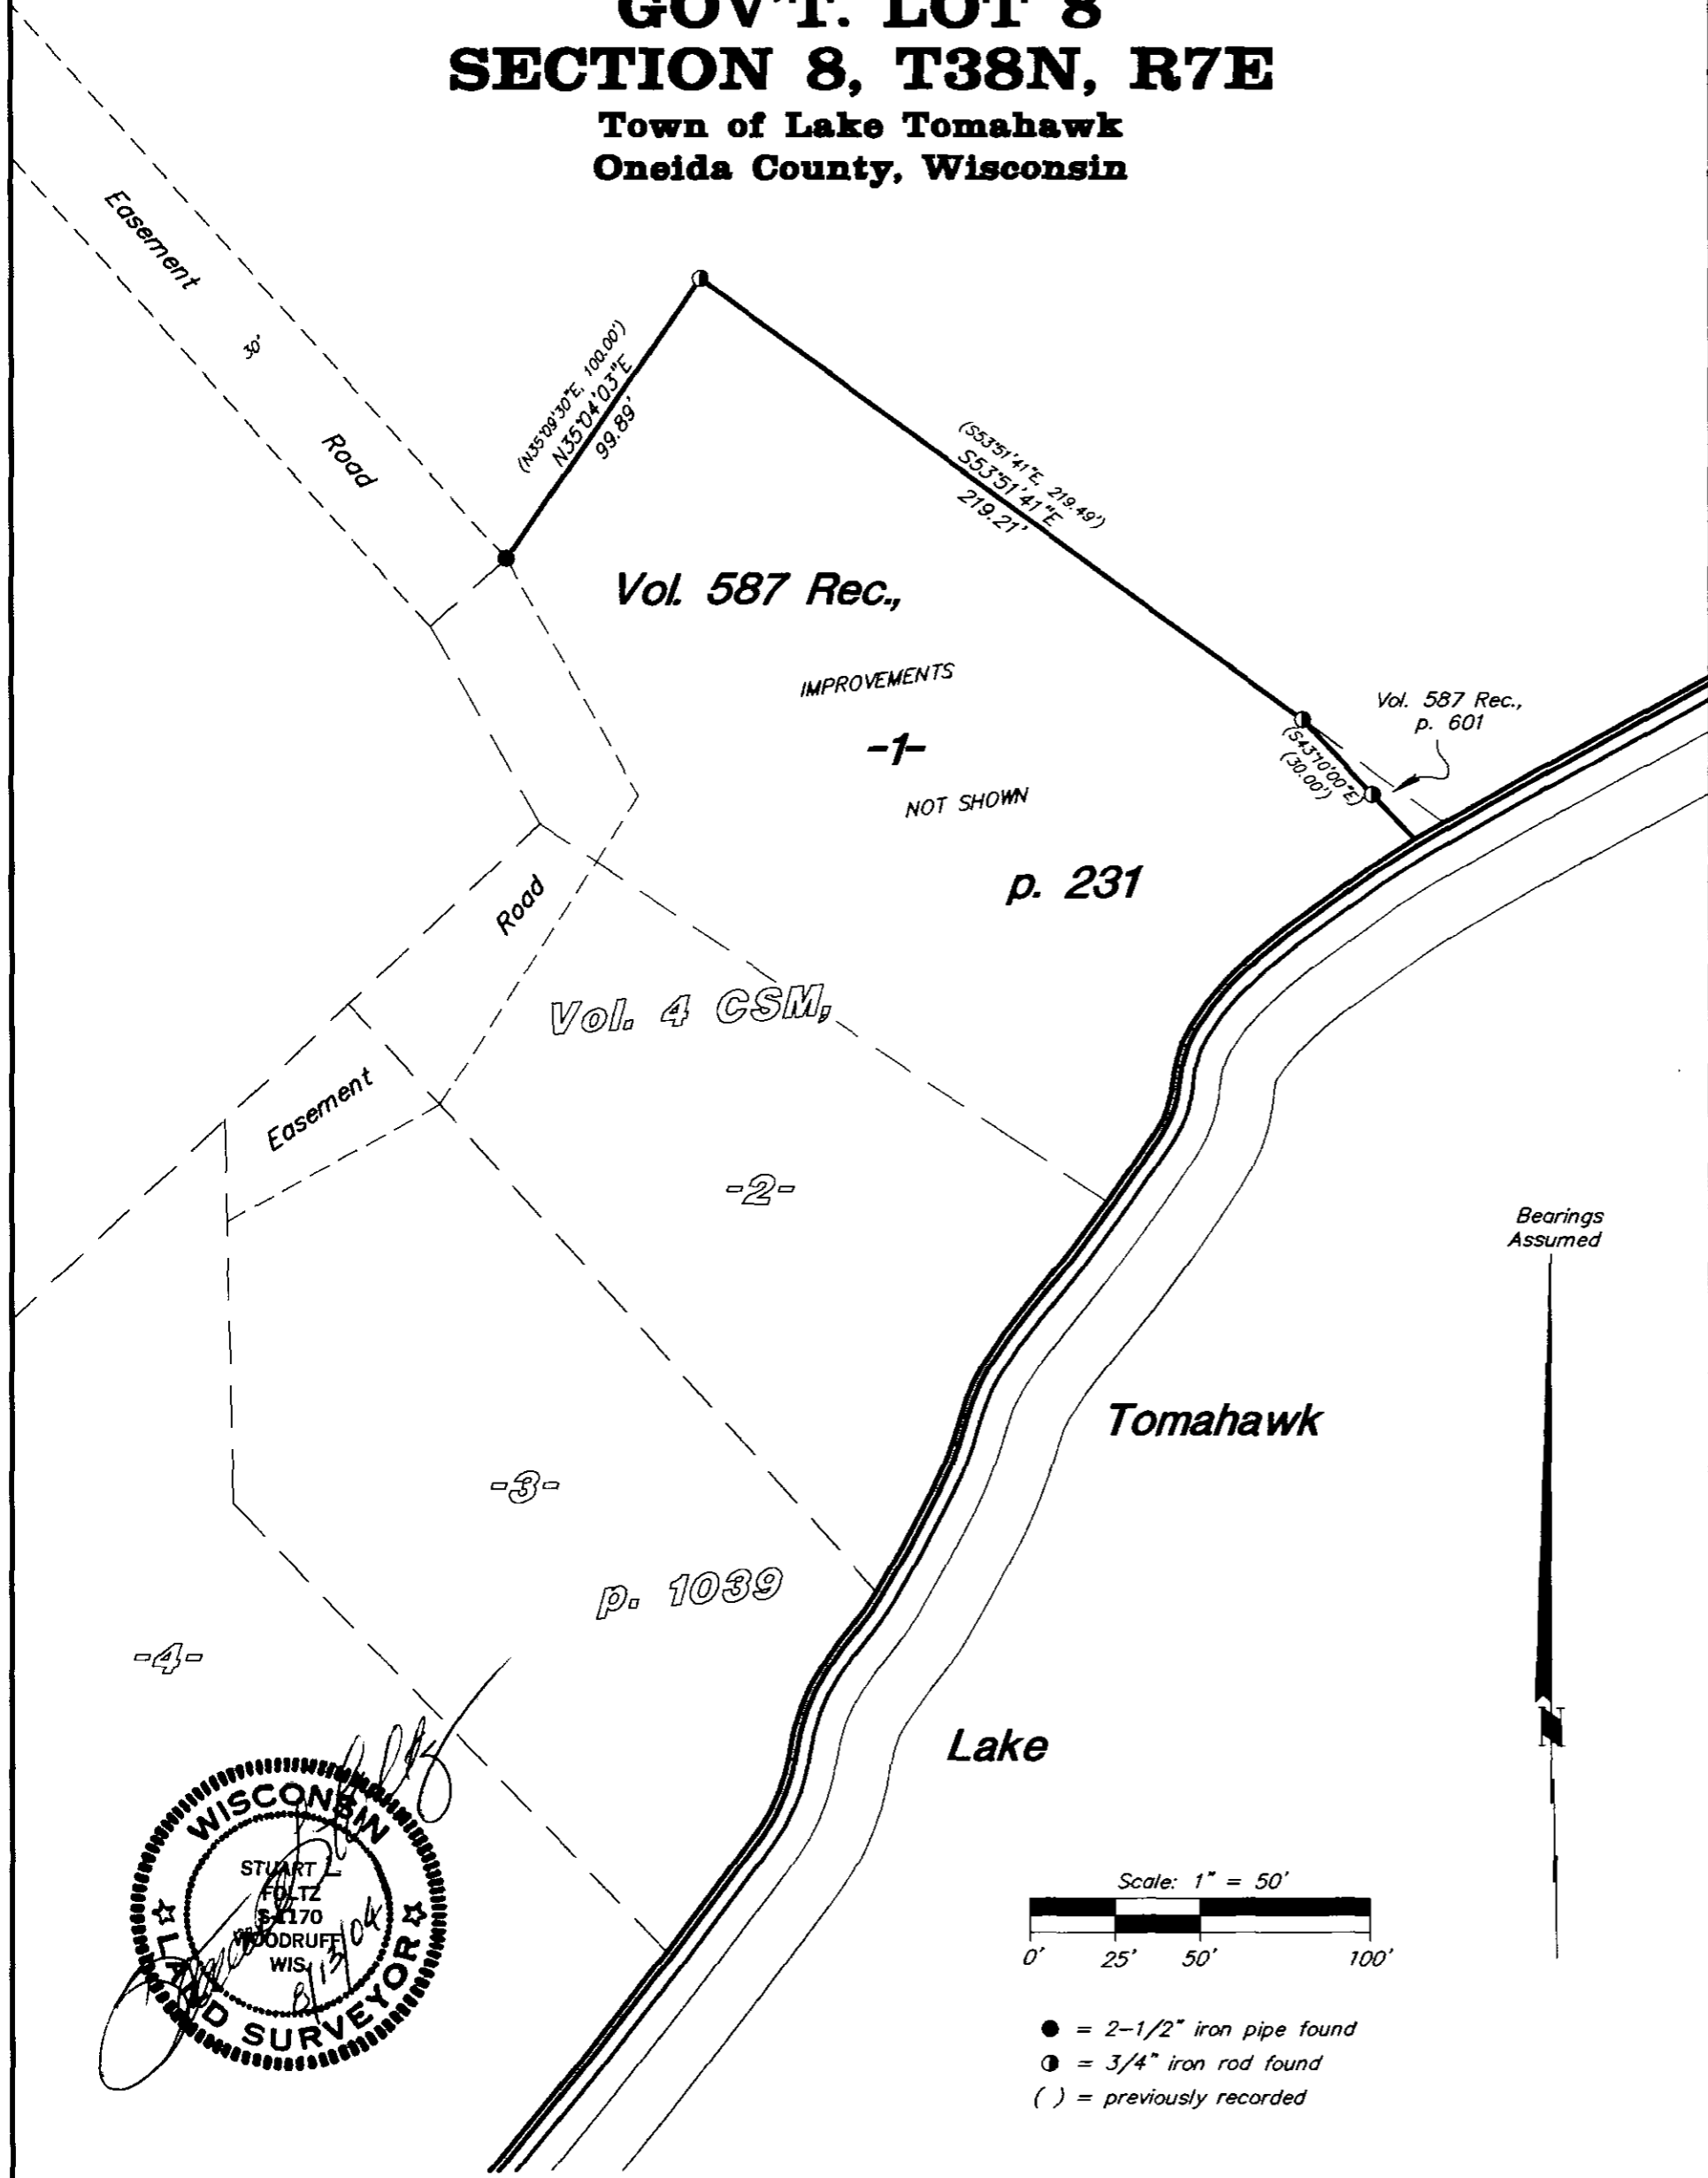 GOV'T. LOT 8
SECTION 8, T38N, R7E
Town of Lake Tomahawk
Oneida County, Wisconsin
Easement
30'
Road
(N35°09'30"E, 100.00')
N35°04'03"E
99.89'
(S53°51'41"E, 219.49')
S53°51'41"E
219.21'
Vol. 587 Rec.,
IMPROVEMENTS
-1-
NOT SHOWN
p. 231
Vol. 587 Rec.,
p. 601
(S43°10'00"E)
(30.00')
Road
Easement
Vol. 4 CSM,
-2-
-3-
p. 1039
-4-
Bearings
Assumed
N
Tomahawk
Lake
WISCONSIN
STUART L.
FOLTZ
S-1170
WOODRUFF
WIS.
LAND SURVEYOR
8/13/04
Scale: 1" = 50'
0' 25' 50' 100'
= 2-1/2" iron pipe found
= 3/4" iron rod found
( ) = previously recorded